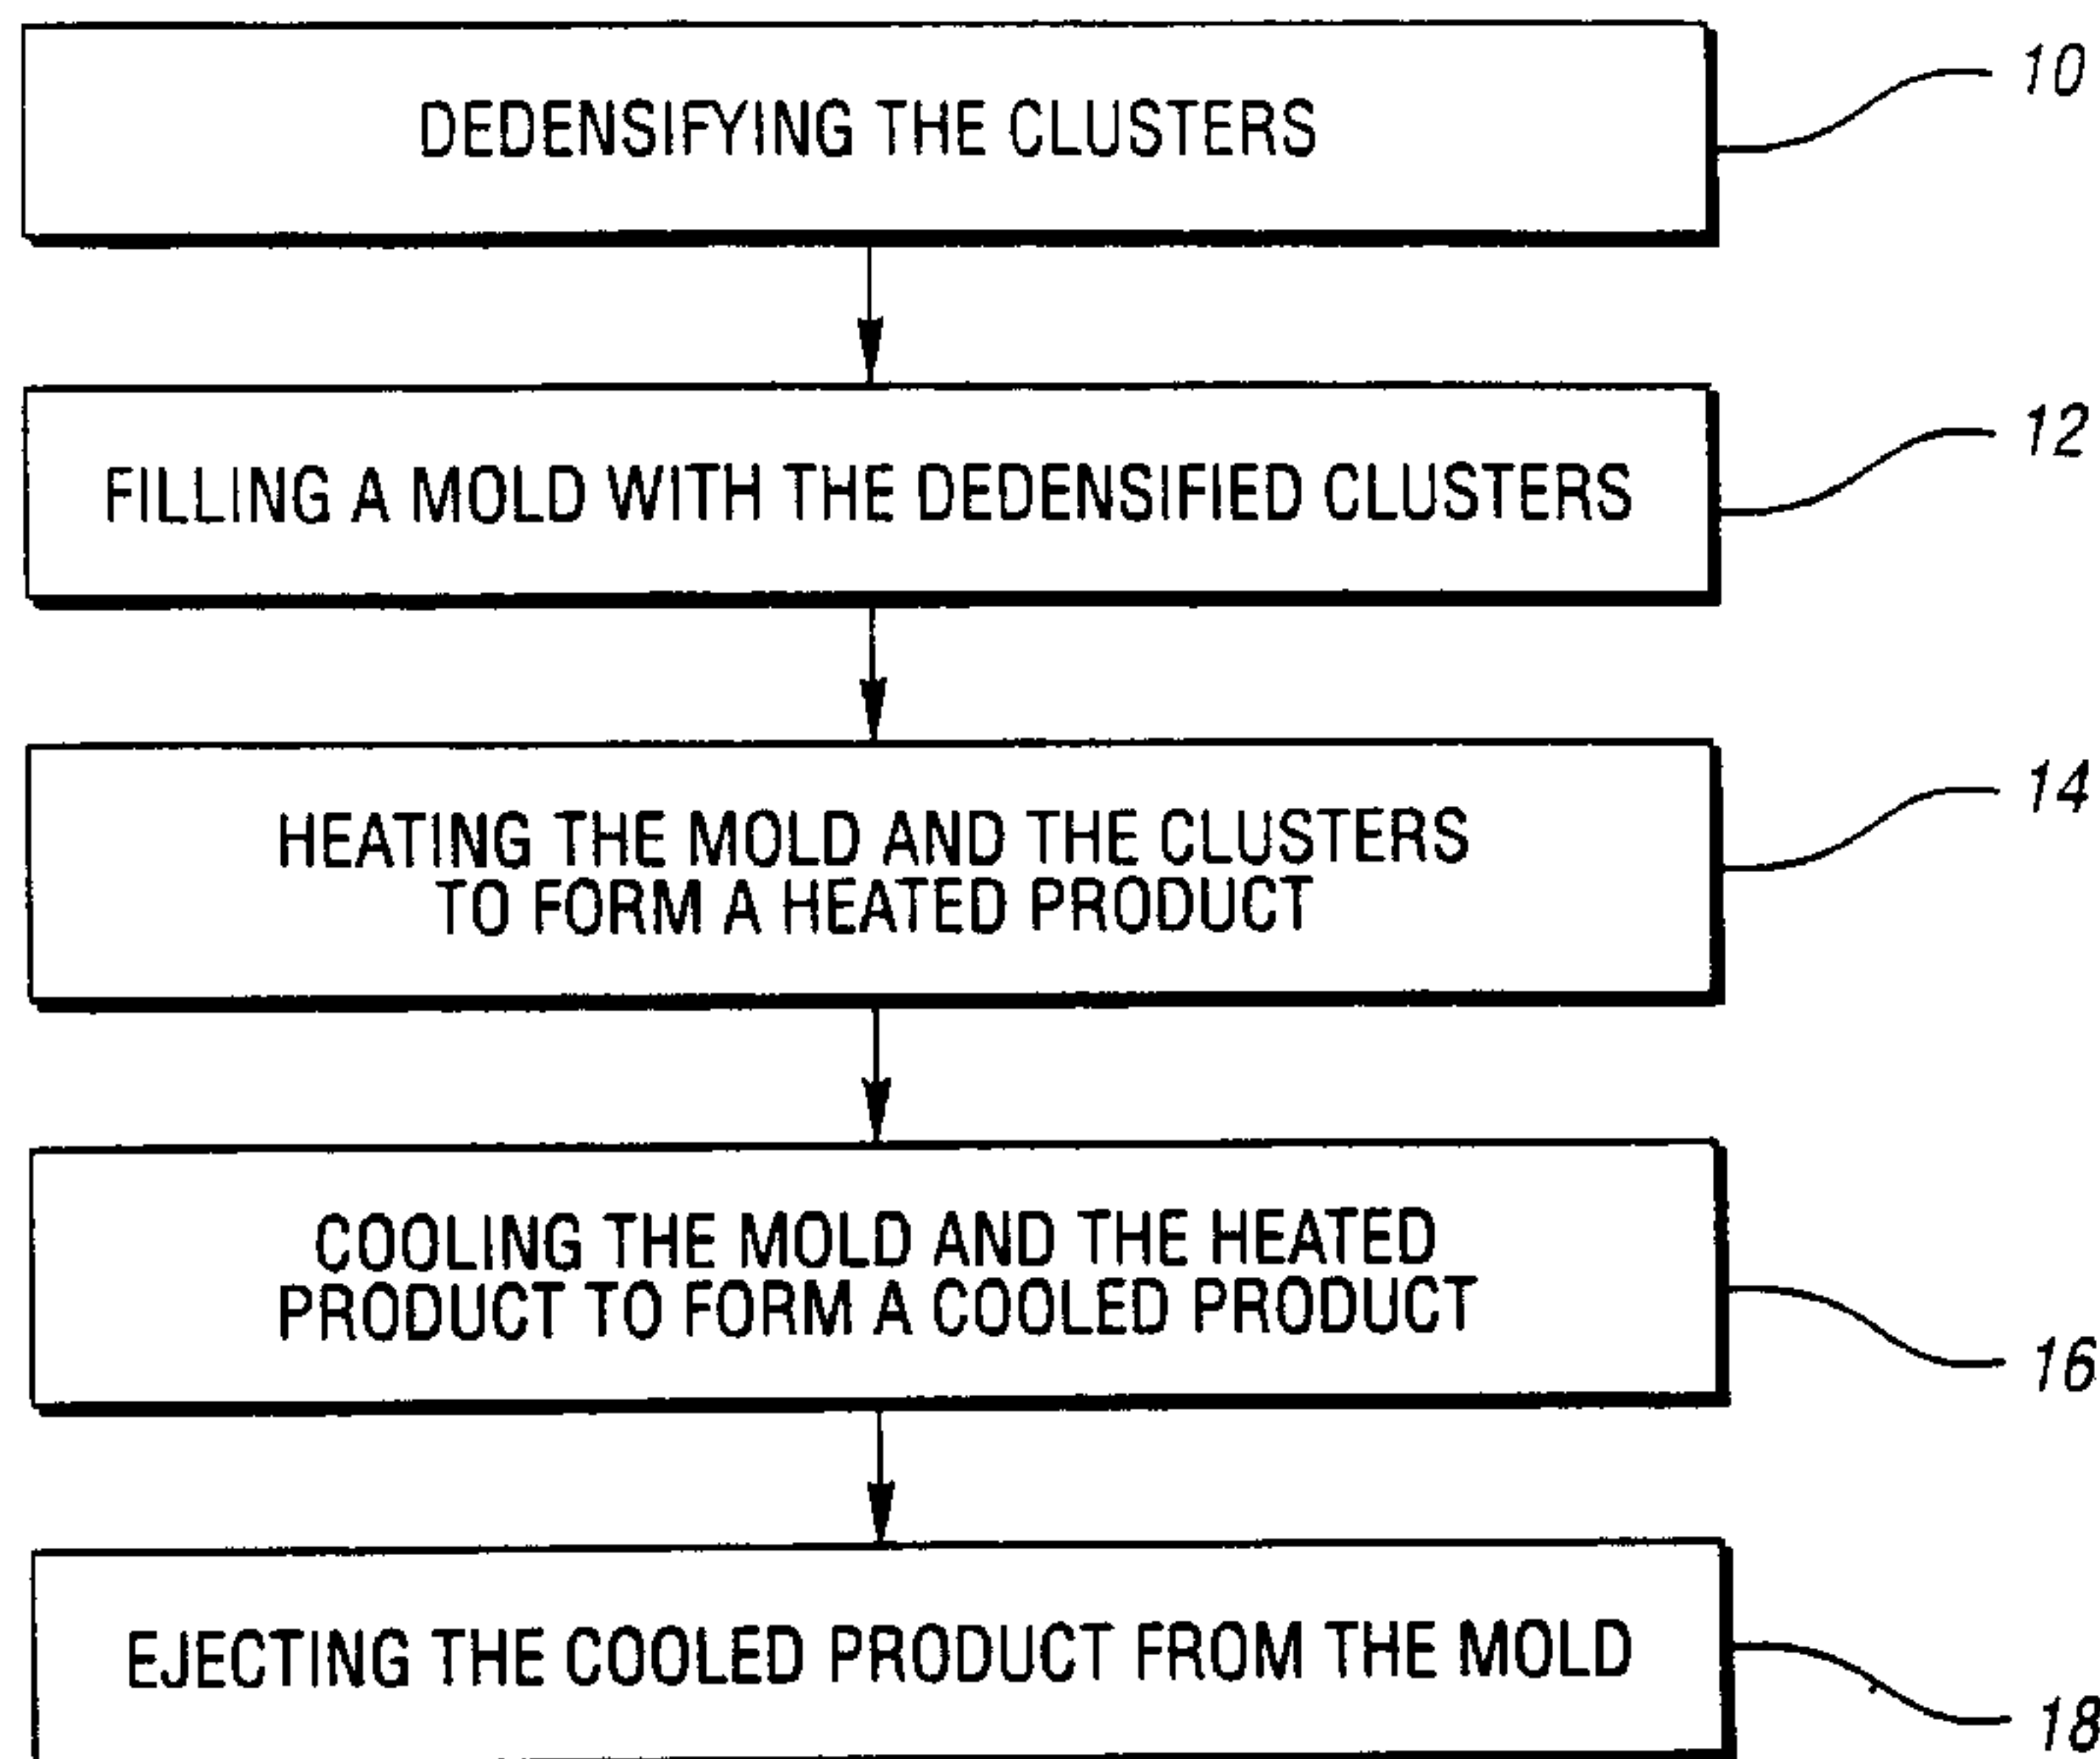 DEDENSIFYING THE CLUSTERS
10
FILLING A MOLD WITH THE DEDENSIFIED CLUSTERS
12
HEATING THE MOLD AND THE CLUSTERS
TO FORM A HEATED PRODUCT
14
COOLING THE MOLD AND THE HEATED
PRODUCT TO FORM A COOLED PRODUCT
16
EJECTING THE COOLED PRODUCT FROM THE MOLD
18